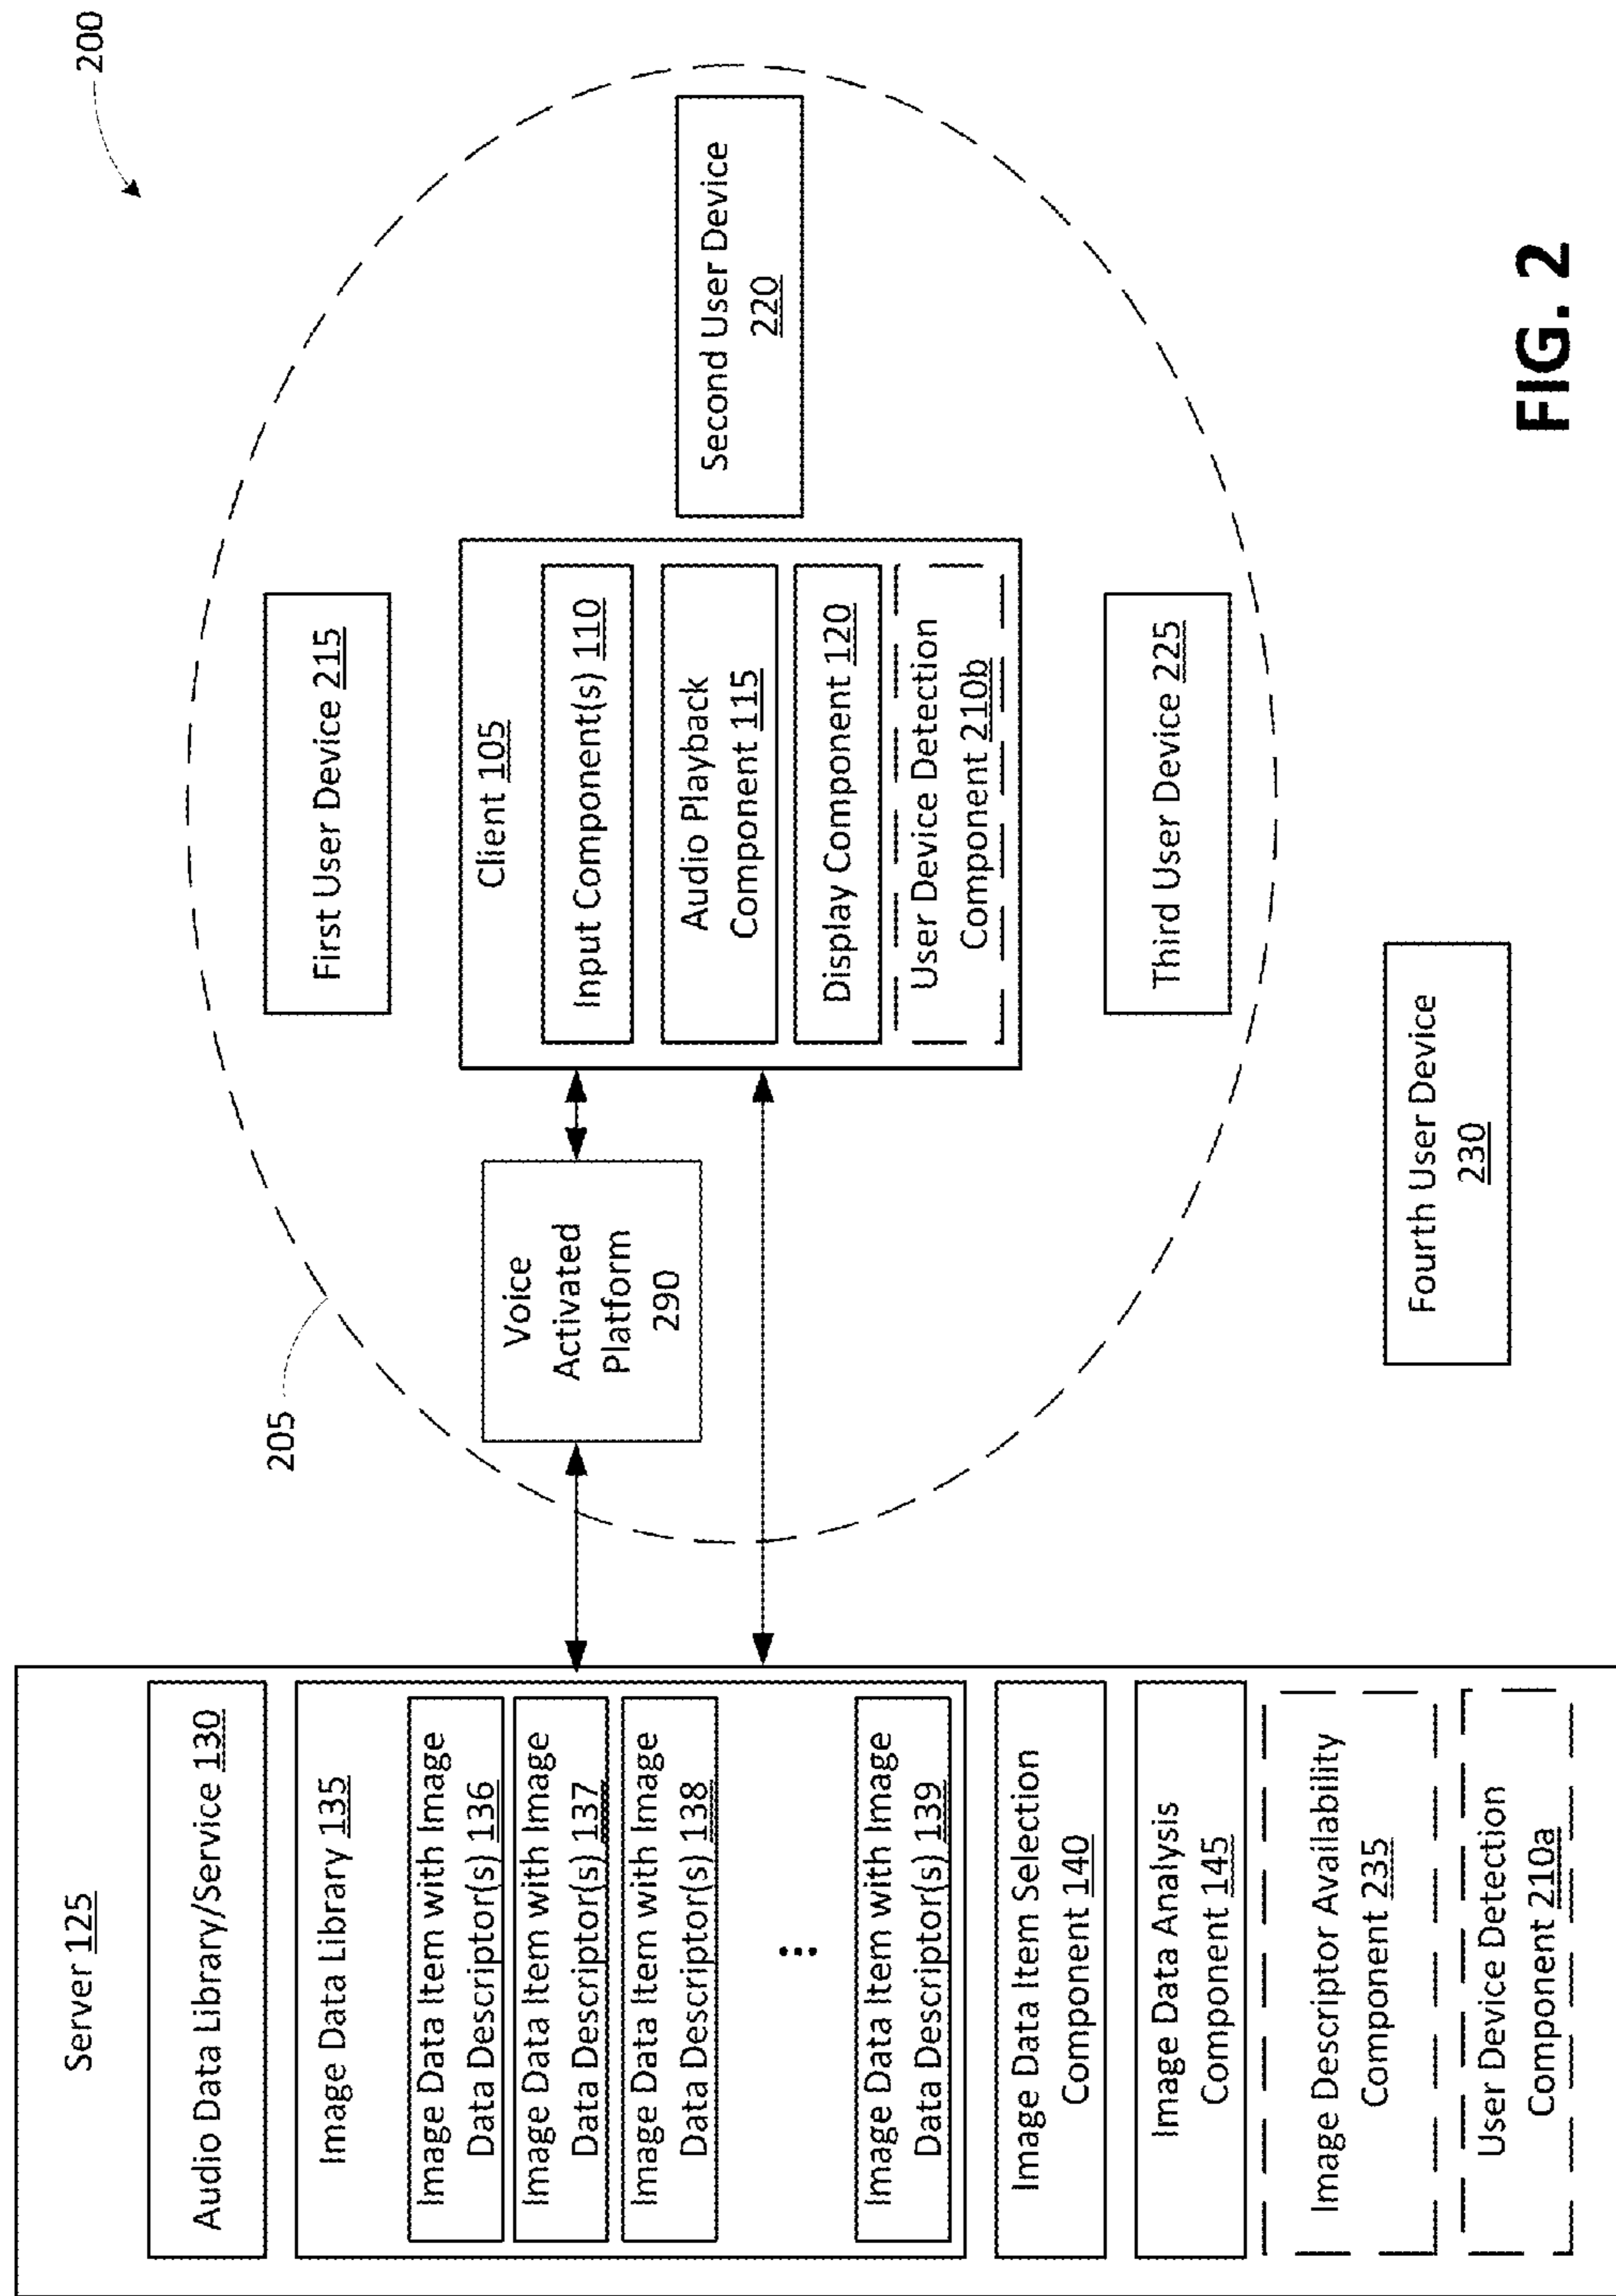 200
Server 125
Audio Data Library/Service 130
Image Data Library 135
Image Data Item with Image
Data Descriptor(s) 136
Image Data Item with Image
Data Descriptor(s) 137
Image Data Item with Image
Data Descriptor(s) 138
...
Image Data Item with Image
Data Descriptor(s) 139
Image Data Item Selection
Component 140
Image Data Analysis
Component 145
Image Descriptor Availability
Component 235
User Device Detection
Component 210a
205
Voice
Activated
Platform
290
First User Device 215
Client 105
Input Component(s) 110
Audio Playback
Component 115
Display Component 120
User Device Detection
Component 210b
Second User Device
220
Third User Device 225
Fourth User Device
230
FIG. 2